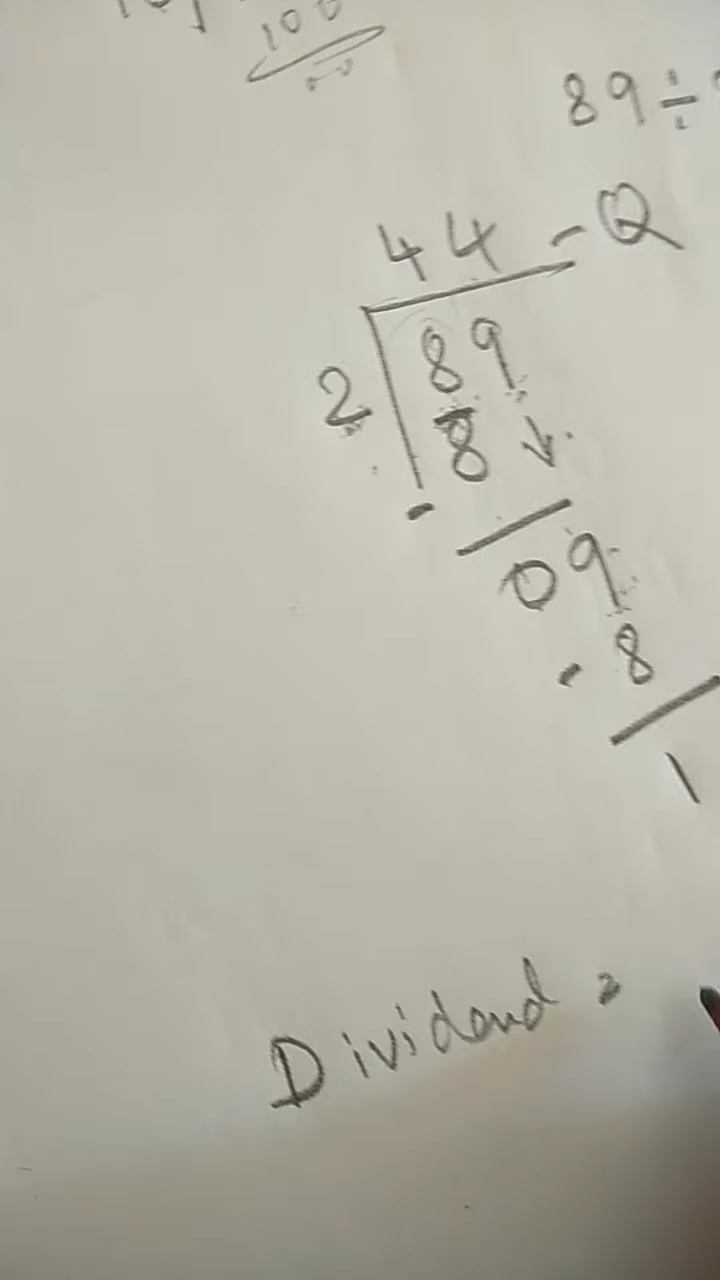 100
89 ÷
44 - Q
2 89
- 8 ↓
09
- 8
1
Dividend =